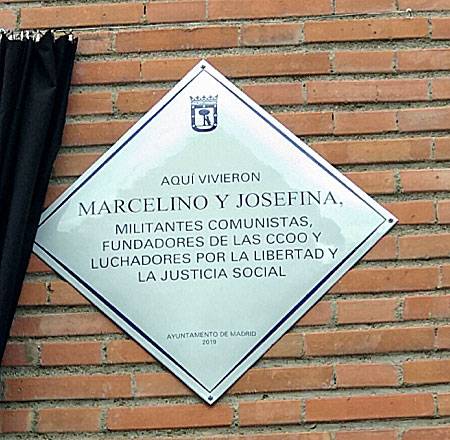 AQUÍ VIVIERON
MARCELINO Y JOSEFINA,
MILITANTES COMUNISTAS,
FUNDADORES DE LAS CCOO Y
LUCHADORES POR LA LIBERTAD Y
LA JUSTICIA SOCIAL
AYUNTAMIENTO DE MADRID
2019